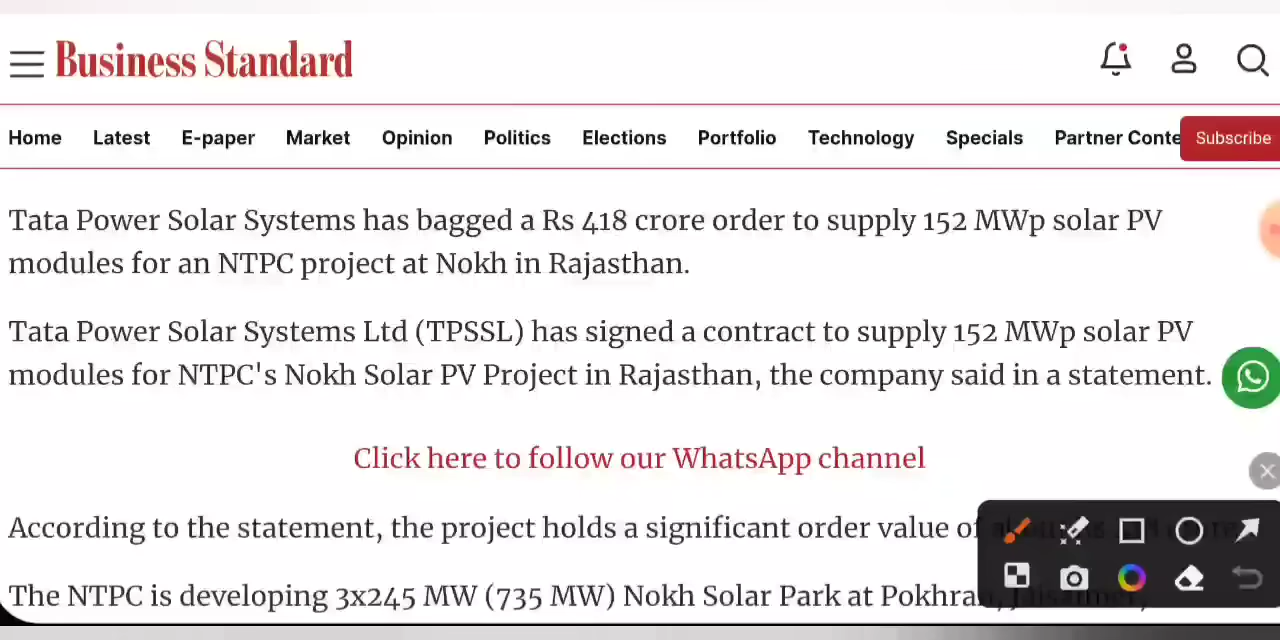 Business Standard
Home Latest E-paper Market Opinion Politics Elections Portfolio Technology Specials Partner Conte Subscribe
Tata Power Solar Systems has bagged a Rs 418 crore order to supply 152 MWp solar PV
modules for an NTPC project at Nokh in Rajasthan.
Tata Power Solar Systems Ltd (TPSSL) has signed a contract to supply 152 MWp solar PV
modules for NTPC's Nokh Solar PV Project in Rajasthan, the company said in a statement.
Click here to follow our WhatsApp channel
According to the statement, the project holds a significant order value of
The NTPC is developing 3x245 MW (735 MW) Nokh Solar Park at Pokhran, Jaisalmer,